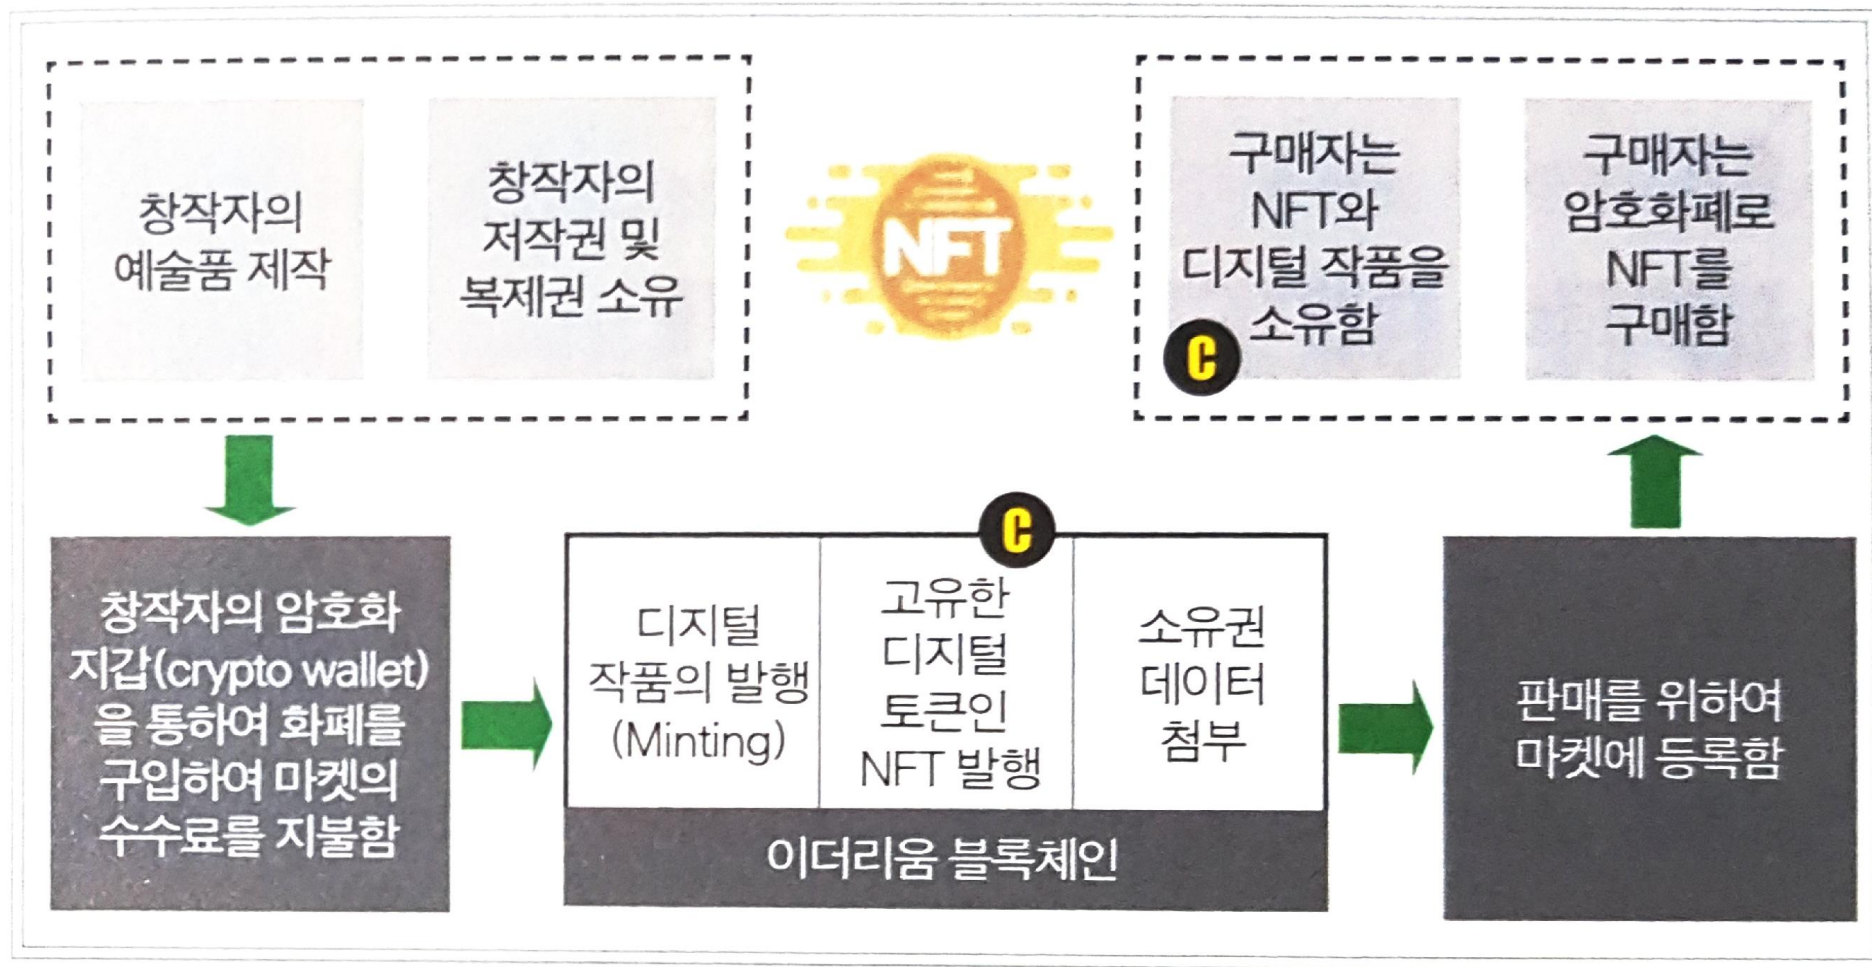 창작자의
예술품 제작
창작자의
저작권 및
복제권 소유
NFT
구매자는
NFT와
디지털 작품을
소유함
C
구매자는
암호화폐로
NFT를
구매함
창작자의 암호화
지갑(crypto wallet)
을 통하여 화폐를
구입하여 마켓의
수수료를 지불함
C
디지털
작품의 발행
(Minting)
고유한
디지털
토큰인
NFT 발행
소유권
데이터
첨부
이더리움 블록체인
판매를 위하여
마켓에 등록함